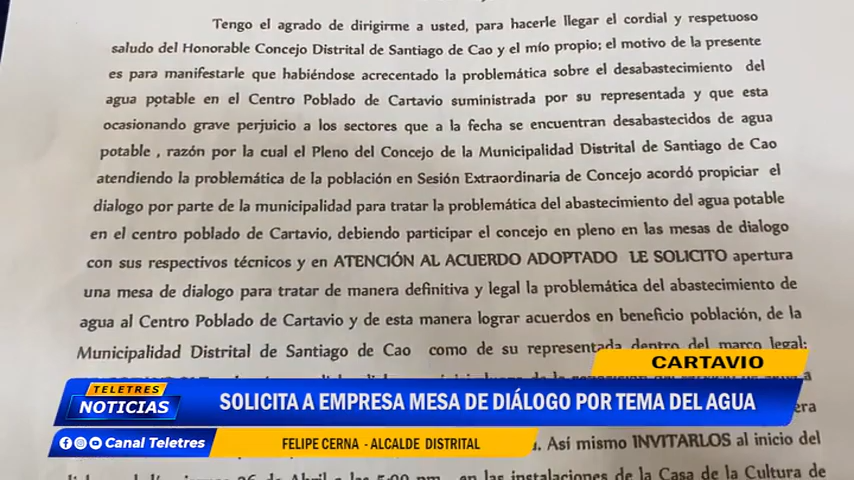 Tengo el agrado de dirigirme a usted, para hacerle llegar el cordial y respetuoso
saludo del Honorable Concejo Distrital de Santiago de Cao y el mío propio; el motivo de la presente
es para manifestarle que habiéndose acrecentado la problemática sobre el desabastecimiento del
agua potable en el Centro Poblado de Cartavio suministrada por su representada y que esta
ocasionando grave perjuicio a los sectores que a la fecha se encuentran desabastecidos de agua
potable , razón por la cual el Pleno del Concejo de la Municipalidad Distrital de Santiago de Cao
atendiendo la problemática de la población en Sesión Extraordinaria de Concejo acordó propiciar el
dialogo por parte de la municipalidad para tratar la problemática del abastecimiento del agua potable
en el centro poblado de Cartavio, debiendo participar el concejo en pleno en las mesas de dialogo
con sus respectivos técnicos y en ATENCIÓN AL ACUERDO ADOPTADO LE SOLICITO apertura
una mesa de dialogo para tratar de manera definitiva y legal la problemática del abastecimiento de
agua al Centro Poblado de Cartavio y de esta manera lograr acuerdos en beneficio población, de la
Municipalidad Distrital de Santiago de Cao como de su representada dentro del marco legal;
CARTAVIO
TELETRES
NOTICIAS
SOLICITA A EMPRESA MESA DE DIÁLOGO POR TEMA DEL AGUA
Canal Teletres
FELIPE CERNA - ALCALDE DISTRITAL
Así mismo INVITARLOS al inicio del
26 de Abril a las 5:00 pm en las instalaciones de la Casa de la Cultura de